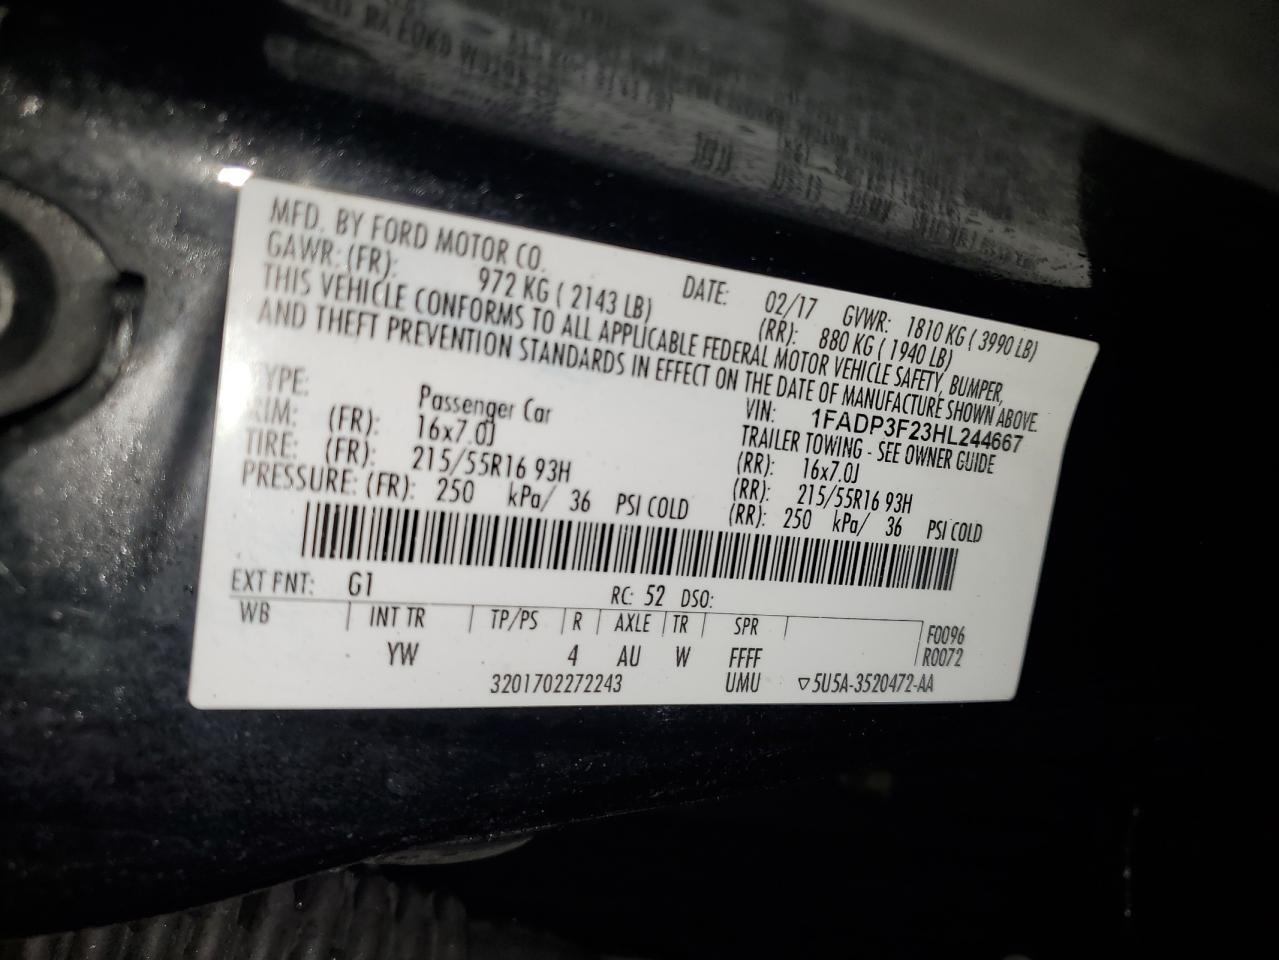 MFD. BY FORD MOTOR CO. DATE: 02/17 GVWR: 1810 KG ( 3990 LB)
GAWR: (FR): 972 KG ( 2143 LB) (RR): 880 KG ( 1940 LB)
THIS VEHICLE CONFORMS TO ALL APPLICABLE FEDERAL MOTOR VEHICLE SAFETY, BUMPER,
AND THEFT PREVENTION STANDARDS IN EFFECT ON THE DATE OF MANUFACTURE SHOWN ABOVE.
VIN: 1FADP3F23HL244667
TYPE: Passenger Car TRAILER TOWING - SEE OWNER GUIDE
RIM: (FR): 16x7.0J (RR): 16x7.0J
TIRE: (FR): 215/55R16 93H (RR): 215/55R16 93H
PRESSURE: (FR): 250 kPa/ 36 PSI COLD (RR): 250 kPa/ 36 PSI COLD
EXT PNT: G1 RC: 52 DSO:
WB INT TR TP/PS R AXLE TR SPR F0096
YW 4 AU W FFFF R0072
3201702272243 UMU ▽5U5A-3520472-AA